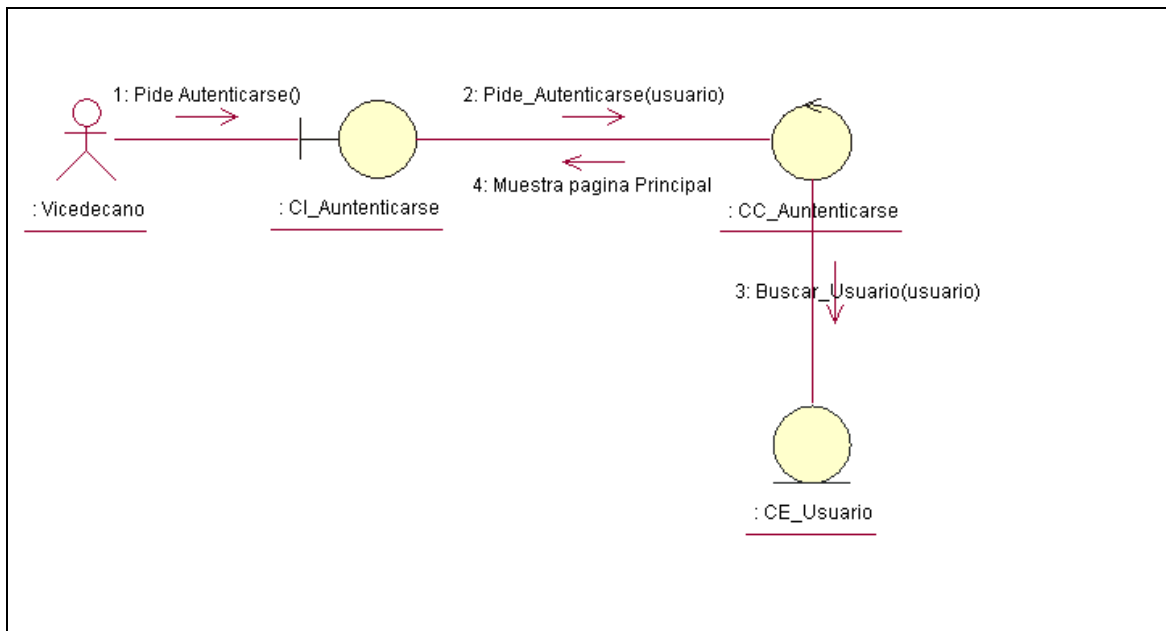 1: Pide Autenticarse()
2: Pide_Autenticarse(usuario)
4: Muestra pagina Principal
: Vicedecano
: CI_Auntenticarse
: CC_Auntenticarse
3: Buscar_Usuario(usuario)
: CE_Usuario